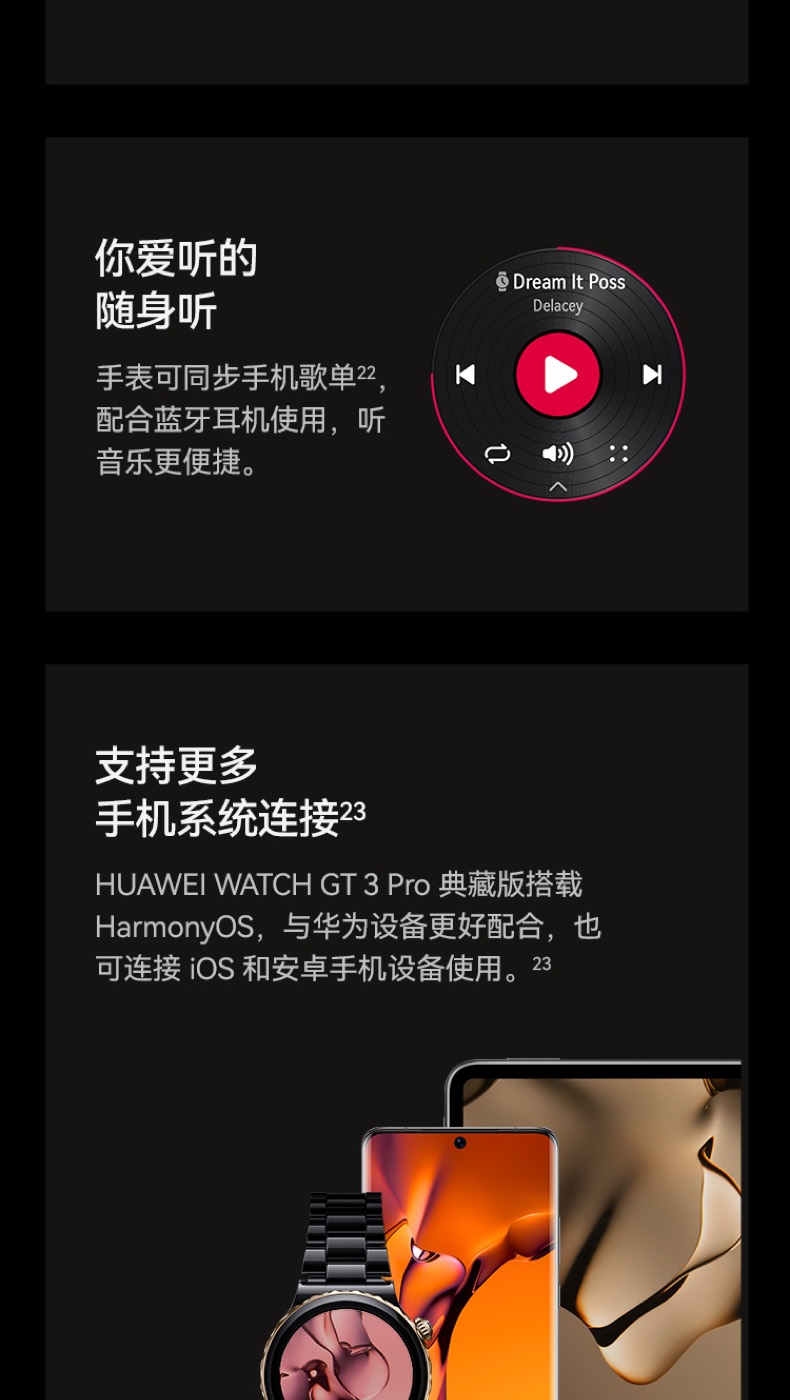 你爱听的
随身听
手表可同步手机歌单22，
配合蓝牙耳机使用，听
音乐更便捷。
Dream It Poss
Delacey
支持更多
手机系统连接23
HUAWEI WATCH GT 3 Pro 典藏版搭载
HarmonyOS，与华为设备更好配合，也
可连接 iOS 和安卓手机设备使用。23